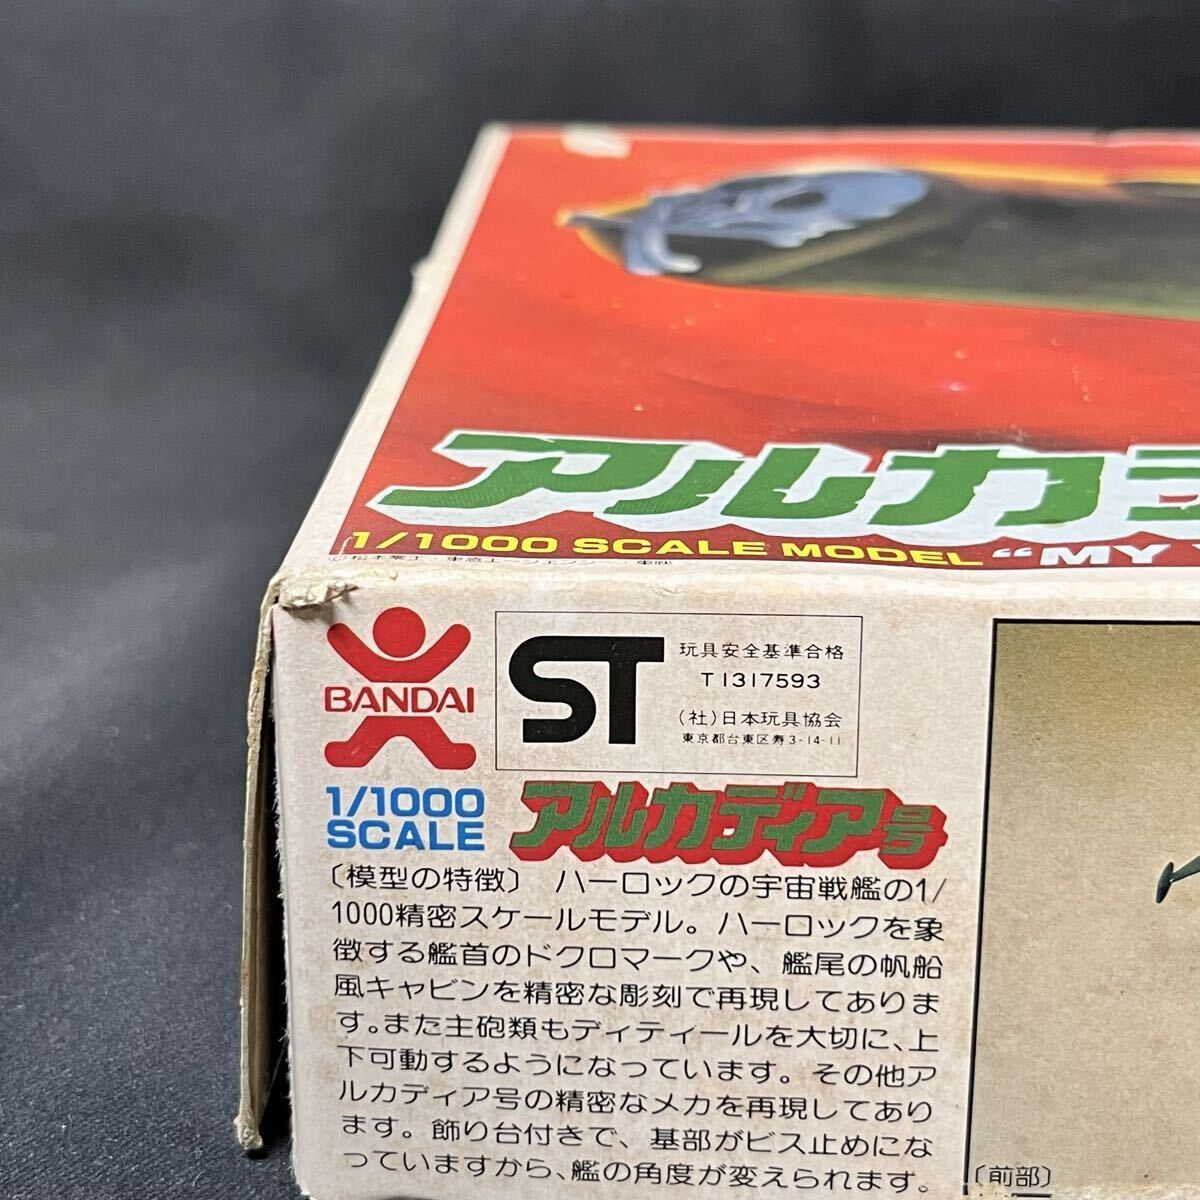 アルカデ
1/1000 SCALE MODEL "MY
BANDAI
ST
玩具安全基準合格
T1317593
(社)日本玩具協会
東京都台東区寿3-14-11
1/1000
SCALE
アルカディア号
〔模型の特徴〕 ハーロックの宇宙戦艦の1/
1000精密スケールモデル。ハーロックを象
徴する艦首のドクロマークや、艦尾の帆船
風キャビンを精密な彫刻で再現してありま
す。また主砲類もディティールを大切に、上
下可動するようになっています。その他ア
ルカディア号の精密なメカを再現してあり
ます。飾り台付きで、基部がビス止めにな
っていますから、艦の角度が変えられます。
〔前部〕